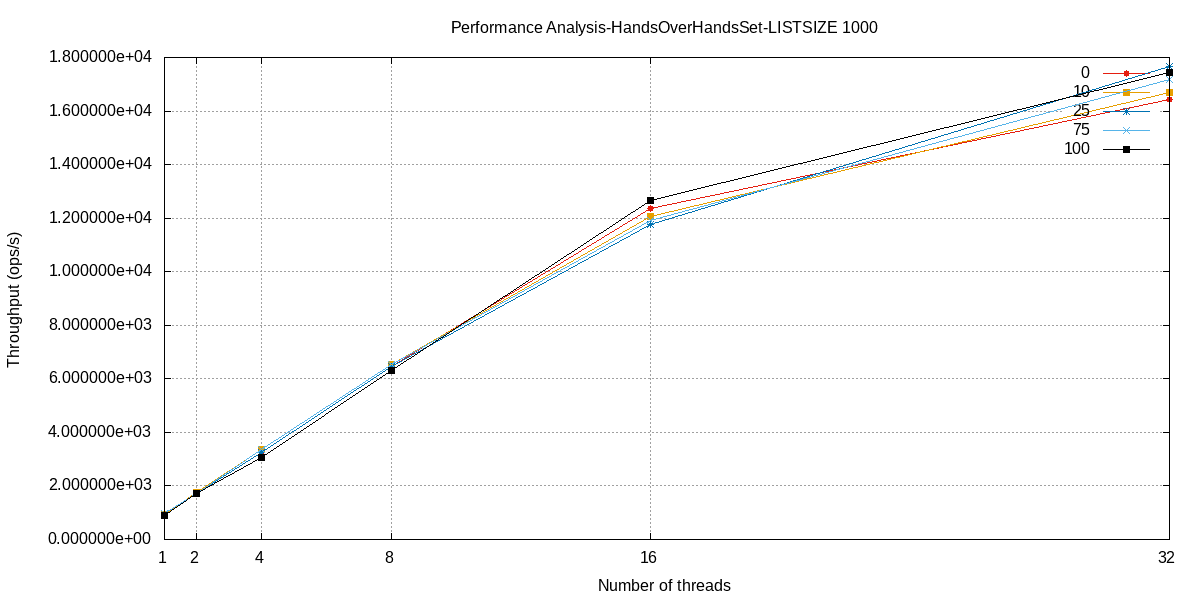 Performance Analysis-HandsOverHandsSet-LISTSIZE 1000
1.800000e+04
1.600000e+04
1.400000e+04
1.200000e+04
1.000000e+04
8.000000e+03
6.000000e+03
4.000000e+03
2.000000e+03
0.000000e+00
Throughput (ops/s)
0
10
25
75
100
1 2 4 8 16 32
Number of threads